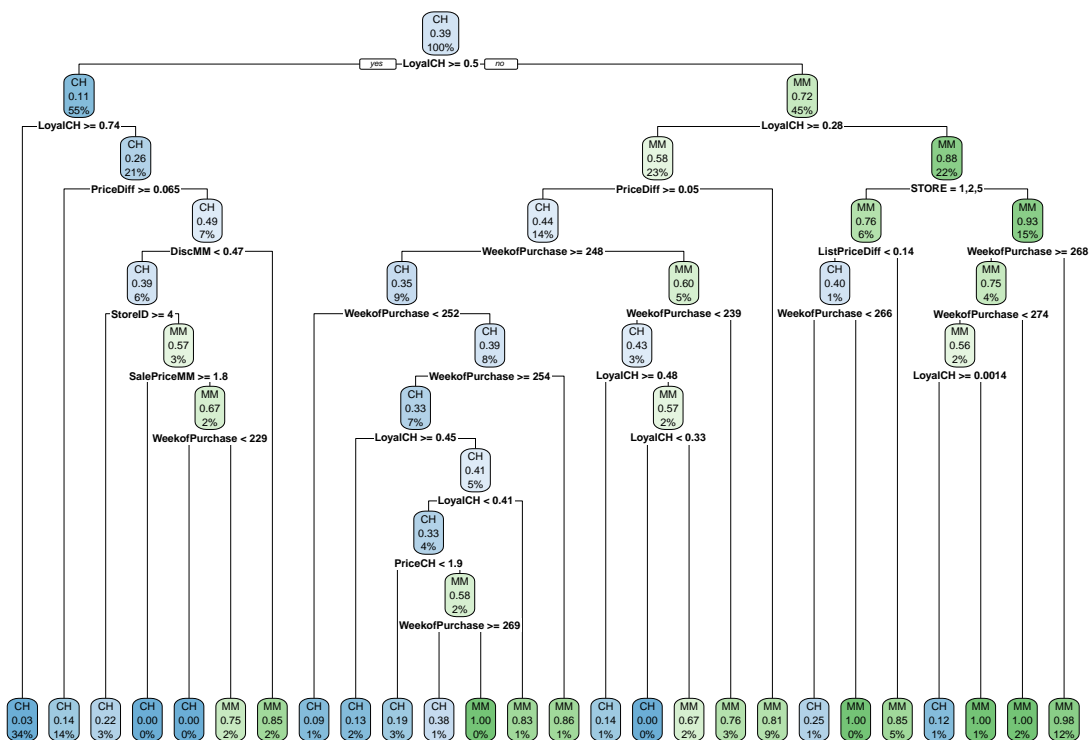 CH
0.39
100%
yes LoyalCH >= 0.5 no
CH
0.11
55%
MM
0.72
45%
LoyalCH >= 0.74
LoyalCH >= 0.28
CH
0.26
21%
MM
0.58
23%
MM
0.88
22%
PriceDiff >= 0.065
PriceDiff >= 0.05
STORE = 1,2,5
CH
0.49
7%
CH
0.44
14%
MM
0.76
6%
MM
0.93
15%
DiscMM < 0.47
WeekofPurchase >= 248
ListPriceDiff < 0.14
WeekofPurchase >= 268
CH
0.39
6%
CH
0.35
9%
MM
0.60
5%
CH
0.40
1%
MM
0.75
4%
StoreID >= 4
WeekofPurchase < 252
WeekofPurchase < 239
WeekofPurchase < 266
WeekofPurchase < 274
MM
0.57
3%
CH
0.39
8%
CH
0.43
3%
MM
0.56
2%
SalePriceMM >= 1.8
WeekofPurchase >= 254
LoyalCH >= 0.48
LoyalCH >= 0.0014
MM
0.67
2%
CH
0.33
7%
MM
0.57
2%
WeekofPurchase < 229
LoyalCH >= 0.45
LoyalCH < 0.33
CH
0.41
5%
LoyalCH < 0.41
CH
0.33
4%
PriceCH < 1.9
MM
0.58
2%
WeekofPurchase >= 269
CH
0.03
34%
CH
0.14
14%
CH
0.22
3%
CH
0.00
0%
CH
0.00
0%
MM
0.75
2%
MM
0.85
2%
CH
0.09
1%
CH
0.13
2%
CH
0.19
3%
CH
0.38
1%
MM
1.00
0%
MM
0.83
1%
MM
0.86
1%
CH
0.14
1%
CH
0.00
0%
MM
0.67
2%
MM
0.76
3%
MM
0.81
9%
CH
0.25
1%
MM
1.00
0%
MM
0.85
5%
CH
0.12
1%
MM
1.00
1%
MM
1.00
2%
MM
0.98
12%